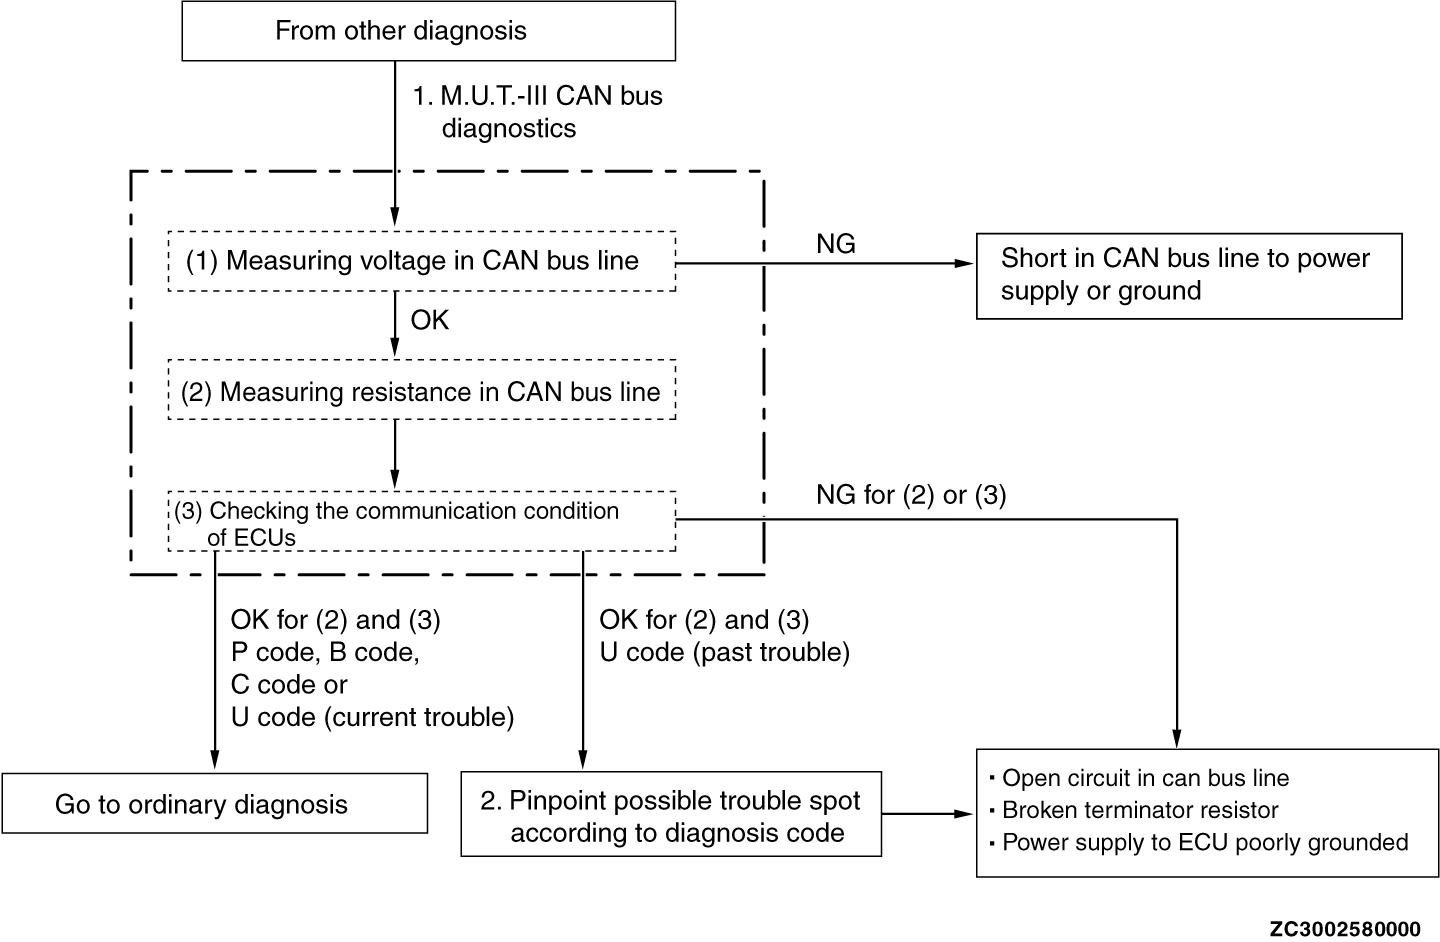 From other diagnosis
1. M.U.T.-III CAN bus
diagnostics
(1) Measuring voltage in CAN bus line
NG
Short in CAN bus line to power
supply or ground
OK
(2) Measuring resistance in CAN bus line
(3) Checking the communication condition
of ECUs
NG for (2) or (3)
OK for (2) and (3)
P code, B code,
C code or
U code (current trouble)
OK for (2) and (3)
U code (past trouble)
Go to ordinary diagnosis
2. Pinpoint possible trouble spot
according to diagnosis code
· Open circuit in can bus line
· Broken terminator resistor
· Power supply to ECU poorly grounded
ZC3002580000